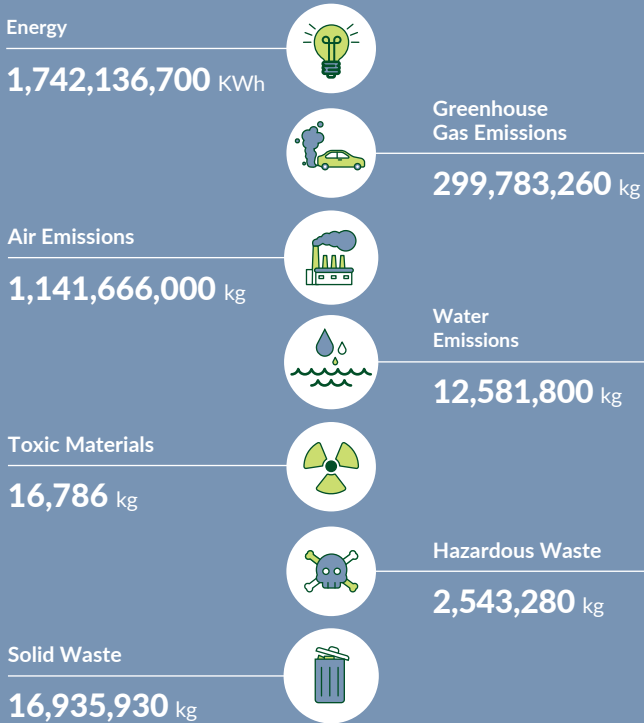 Energy
1,742,136,700 KWh
Greenhouse
Gas Emissions
299,783,260 kg
Air Emissions
1,141,666,000 kg
Water
Emissions
12,581,800 kg
Toxic Materials
16,786 kg
Hazardous Waste
2,543,280 kg
Solid Waste
16,935,930 kg